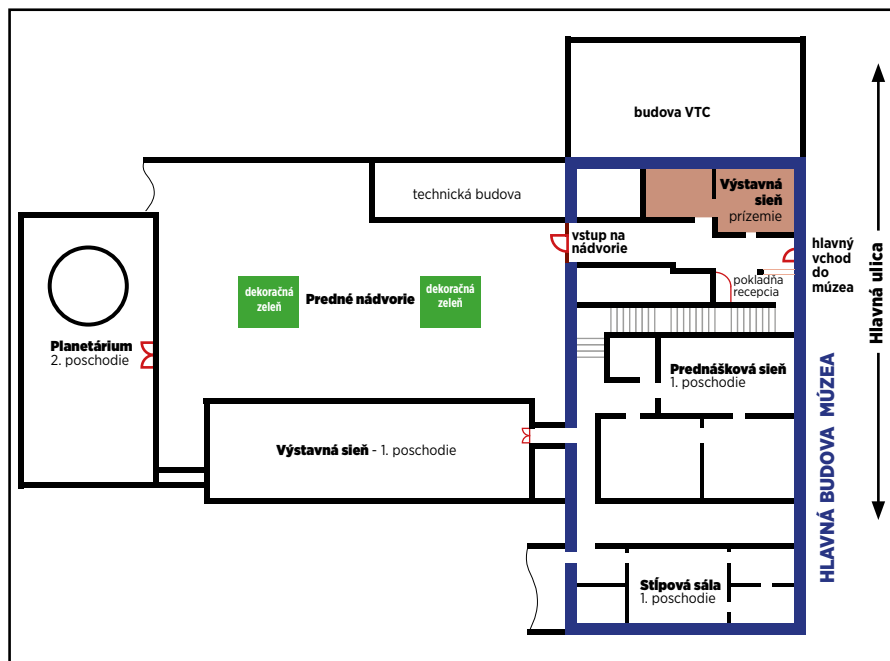 budova VTC
technická budova
Výstavná
sieň
prízemie
vstup na
nádvorie
hlavný
vchod
do
múzea
pokladňa
recepcia
Hlavná ulica
dekoračná
zeleň
Predné nádvorie
dekoračná
zeleň
Planetárium
2. poschodie
Prednášková sieň
1. poschodie
HLAVNÁ BUDOVA MÚZEA
Výstavná sieň - 1. poschodie
Stĺpová sála
1. poschodie